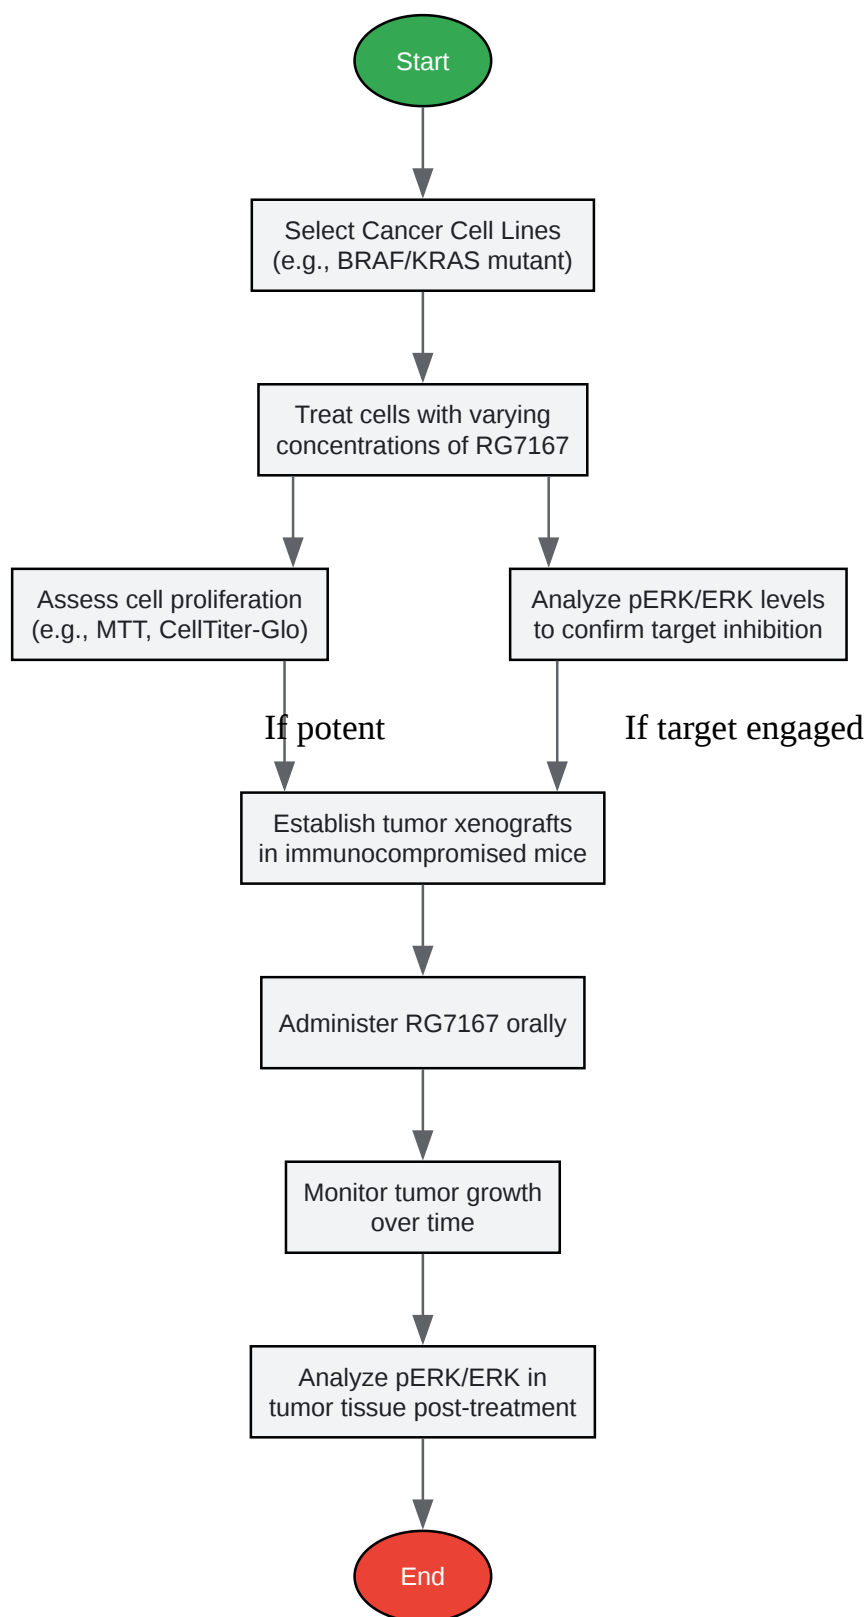 Start
Select Cancer Cell Lines
(e.g., BRAF/KRAS mutant)
Treat cells with varying
concentrations of RG7167
Assess cell proliferation
(e.g., MTT, CellTiter-Glo)
Analyze pERK/ERK levels
to confirm target inhibition
If potent
If target engaged
Establish tumor xenografts
in immunocompromised mice
Administer RG7167 orally
Monitor tumor growth
over time
Analyze pERK/ERK in
tumor tissue post-treatment
End